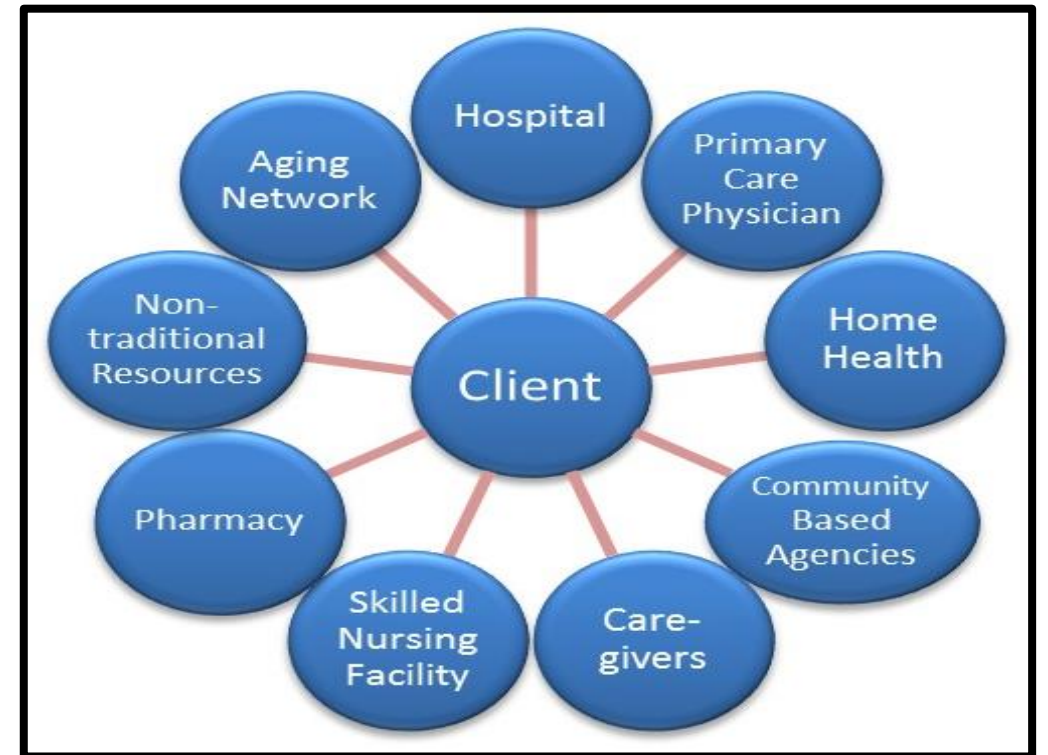 Hospital
Primary
Care
Physician
Home
Health
Community
Based
Agencies
Care-
givers
Skilled
Nursing
Facility
Pharmacy
Non-
traditional
Resources
Aging
Network
Client